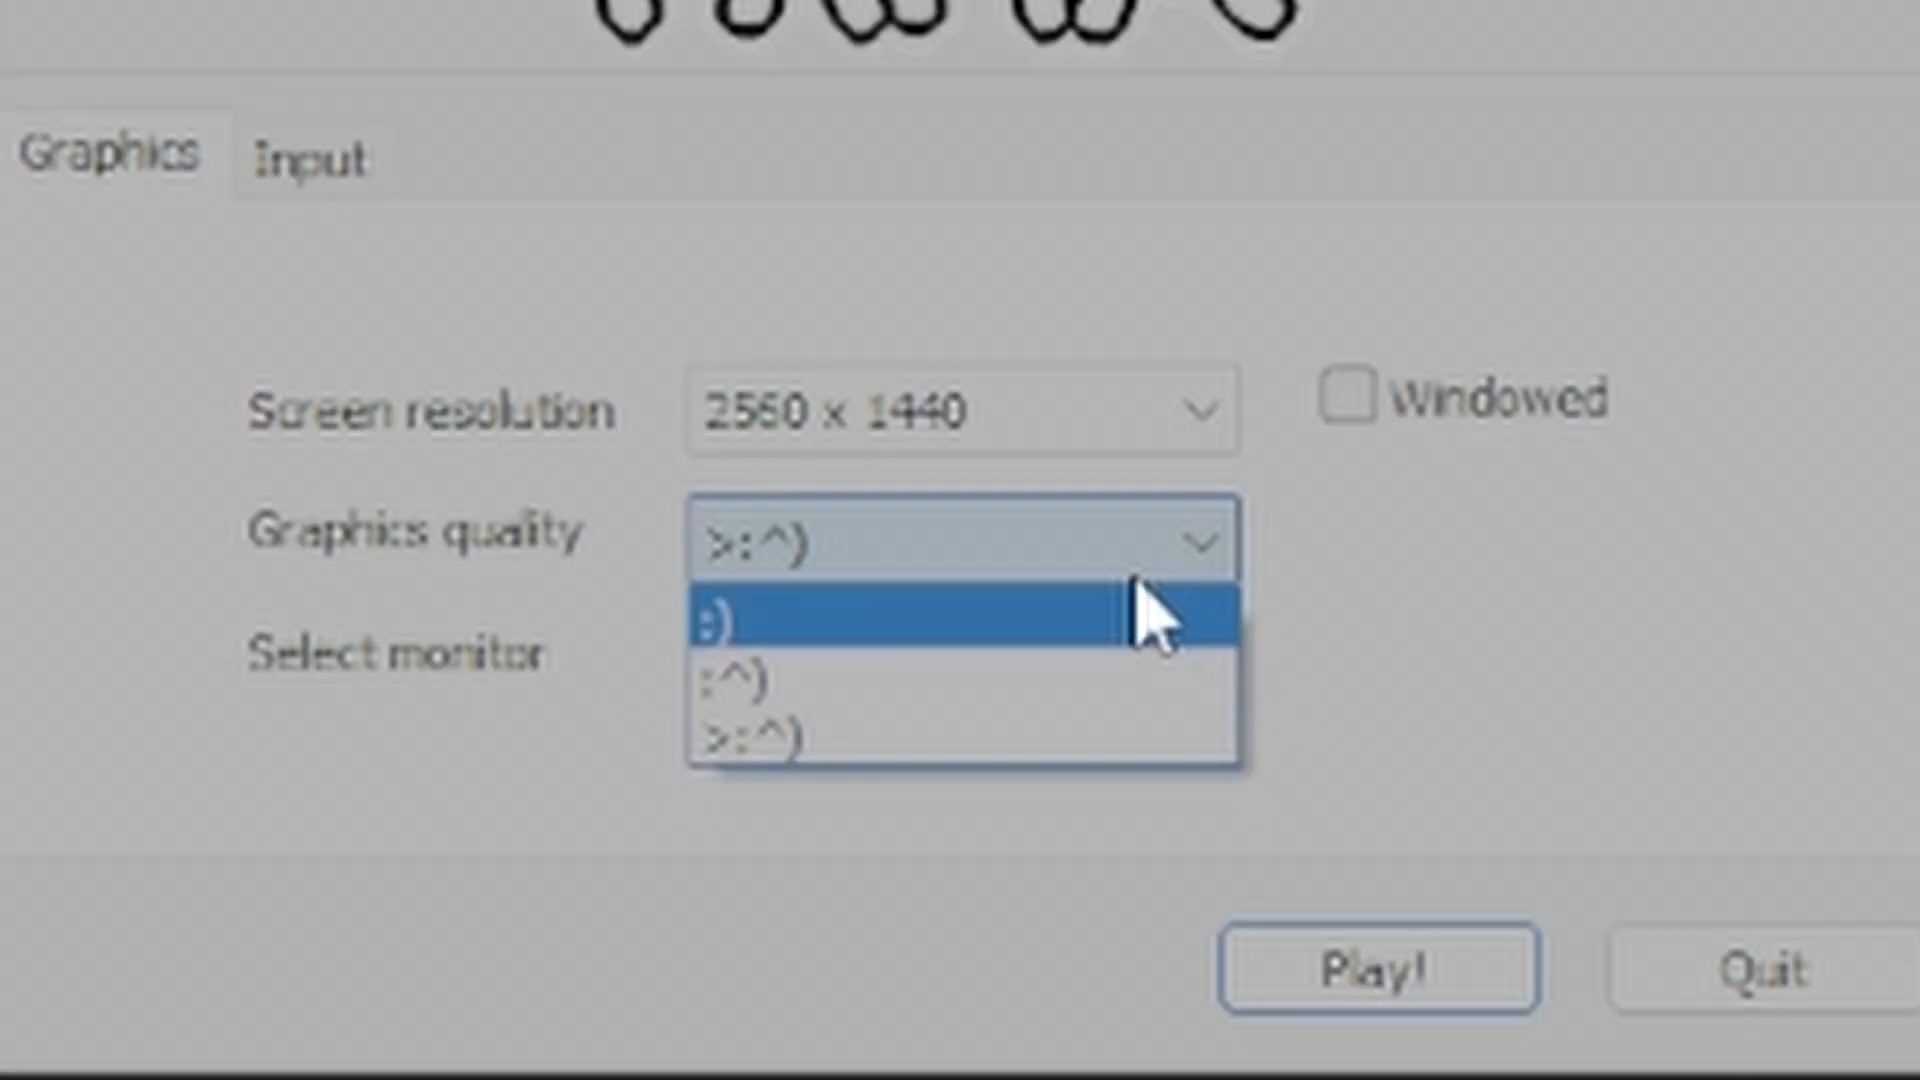 Graphics Input
Screen resolution 2560 x 1440 Windowed
Graphics quality >:^)
:)
Select monitor
:^)
>:^)
Play! Quit